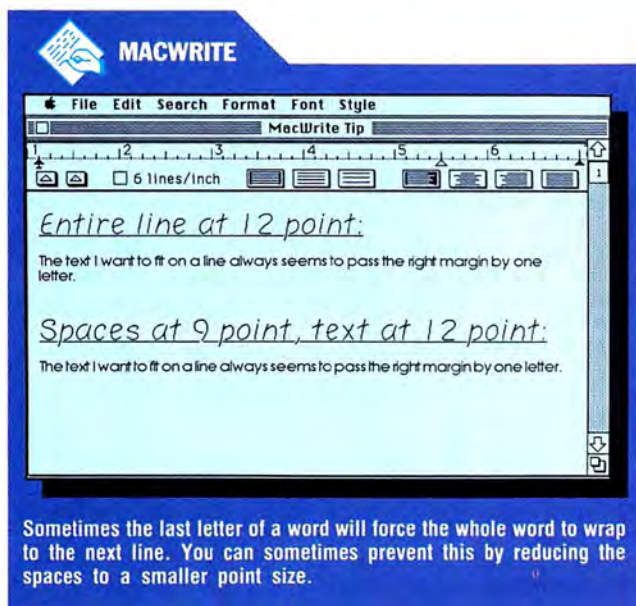 MACWRITE
File Edit Search Format Font Style
MacWrite Tip
1 2 3 4 5 6
6 lines/inch
1
Entire line at 12 point:
The text I want to fit on a line always seems to pass the right margin by one
letter.
Spaces at 9 point, text at 12 point:
The text I want to fit on a line always seems to pass the right margin by one letter.
Sometimes the last letter of a word will force the whole word to wrap
to the next line. You can sometimes prevent this by reducing the
spaces to a smaller point size.